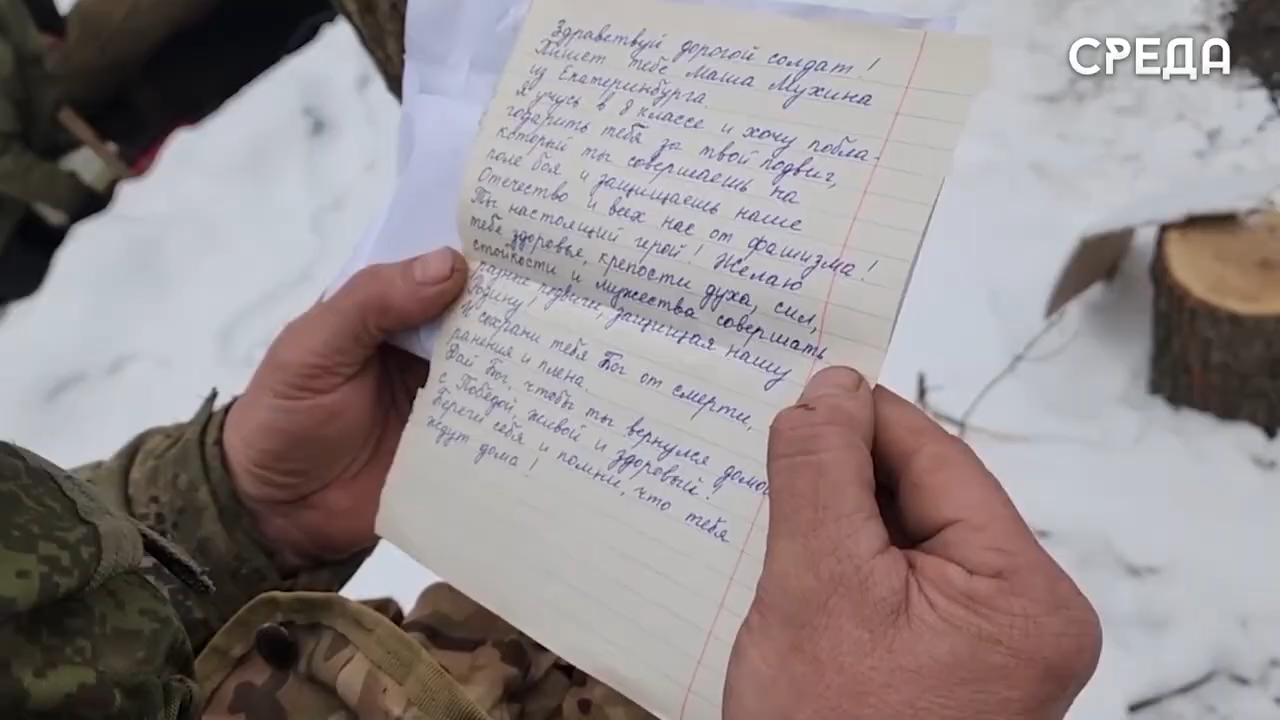 СРЕДА
Здравствуй дорогой солдат!
Пишет тебе Маша Мухина
из Екатеринбурга
Я учусь в 8 классе и хочу побла-
годарить тебя за твой подвиг,
который ты совершаешь на
поле боя и защищаешь наше
Отечество и всех нас от фашизма!
Ты настоящий герой! Желаю
тебе здоровья, крепости духа, сил,
стойкости и мужества совершать
разные подвиги, защищая нашу
Родину!
И сохрани тебя Бог от смерти,
ранения и плена.
Дай Бог, чтобы ты вернулся домой
с Победой, живой и здоровый!
Береги себя и помни, что тебя
ждут дома!